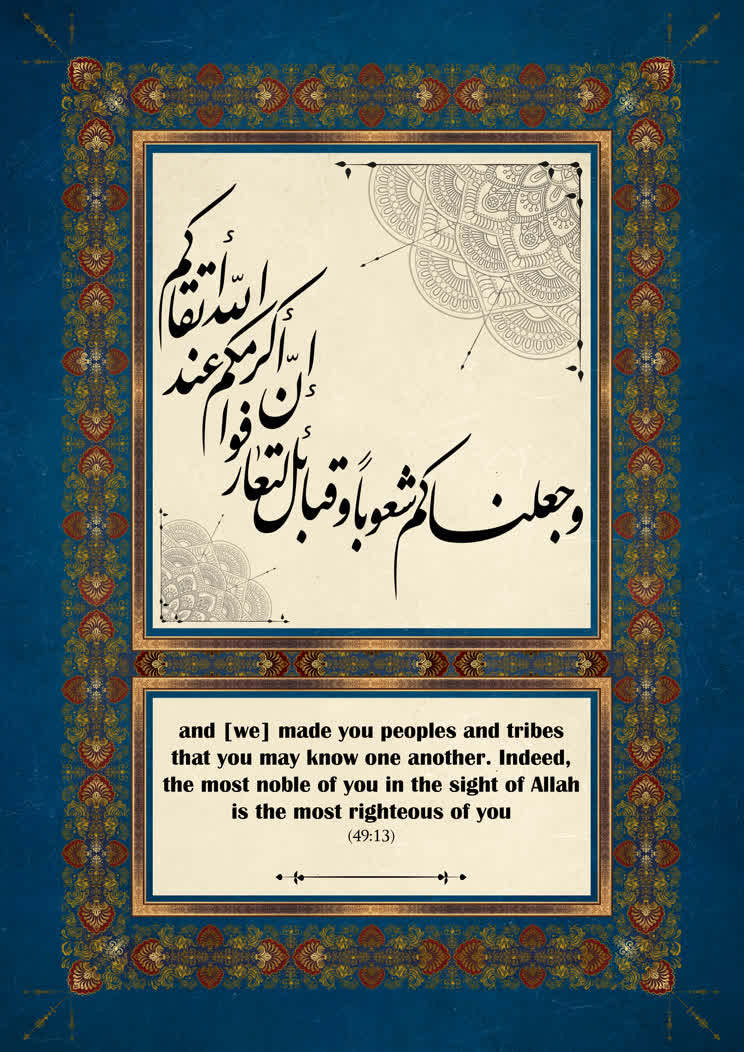 وجعلناكم شعوباً وقبائل لتعارفوا
إنّ أكرمكم عند اللّٰه أتقاكم
and [we] made you peoples and tribes
that you may know one another. Indeed,
the most noble of you in the sight of Allah
is the most righteous of you
(49:13)